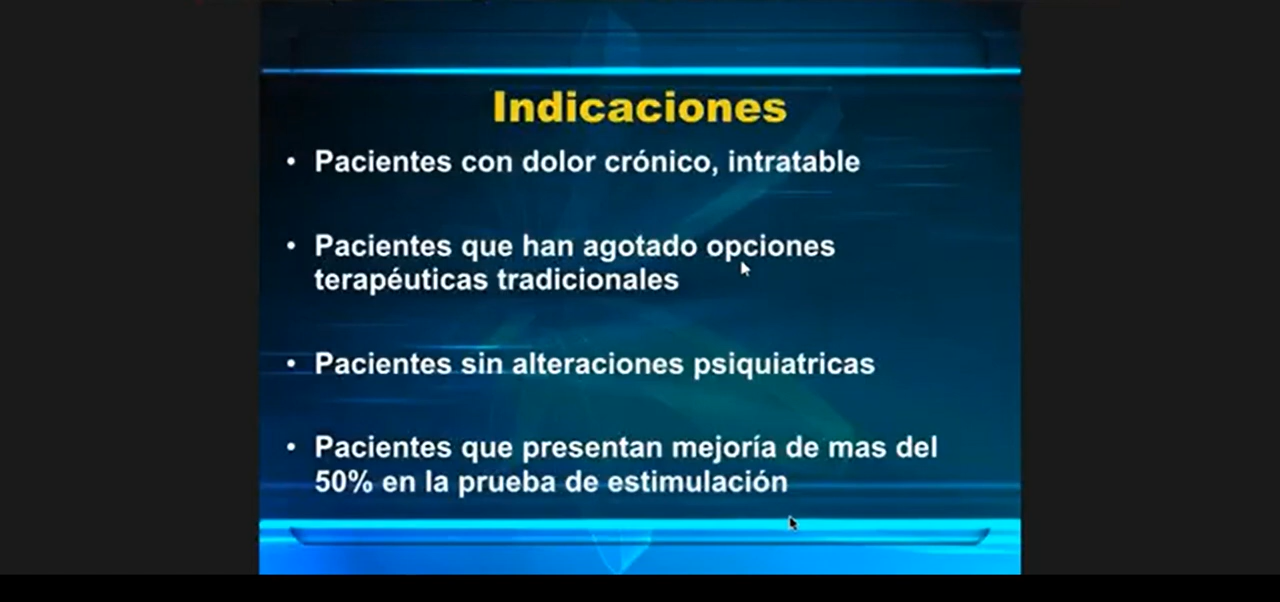 Indicaciones
• Pacientes con dolor crónico, intratable
• Pacientes que han agotado opciones
terapéuticas tradicionales
• Pacientes sin alteraciones psiquiatricas
• Pacientes que presentan mejoría de mas del
50% en la prueba de estimulación